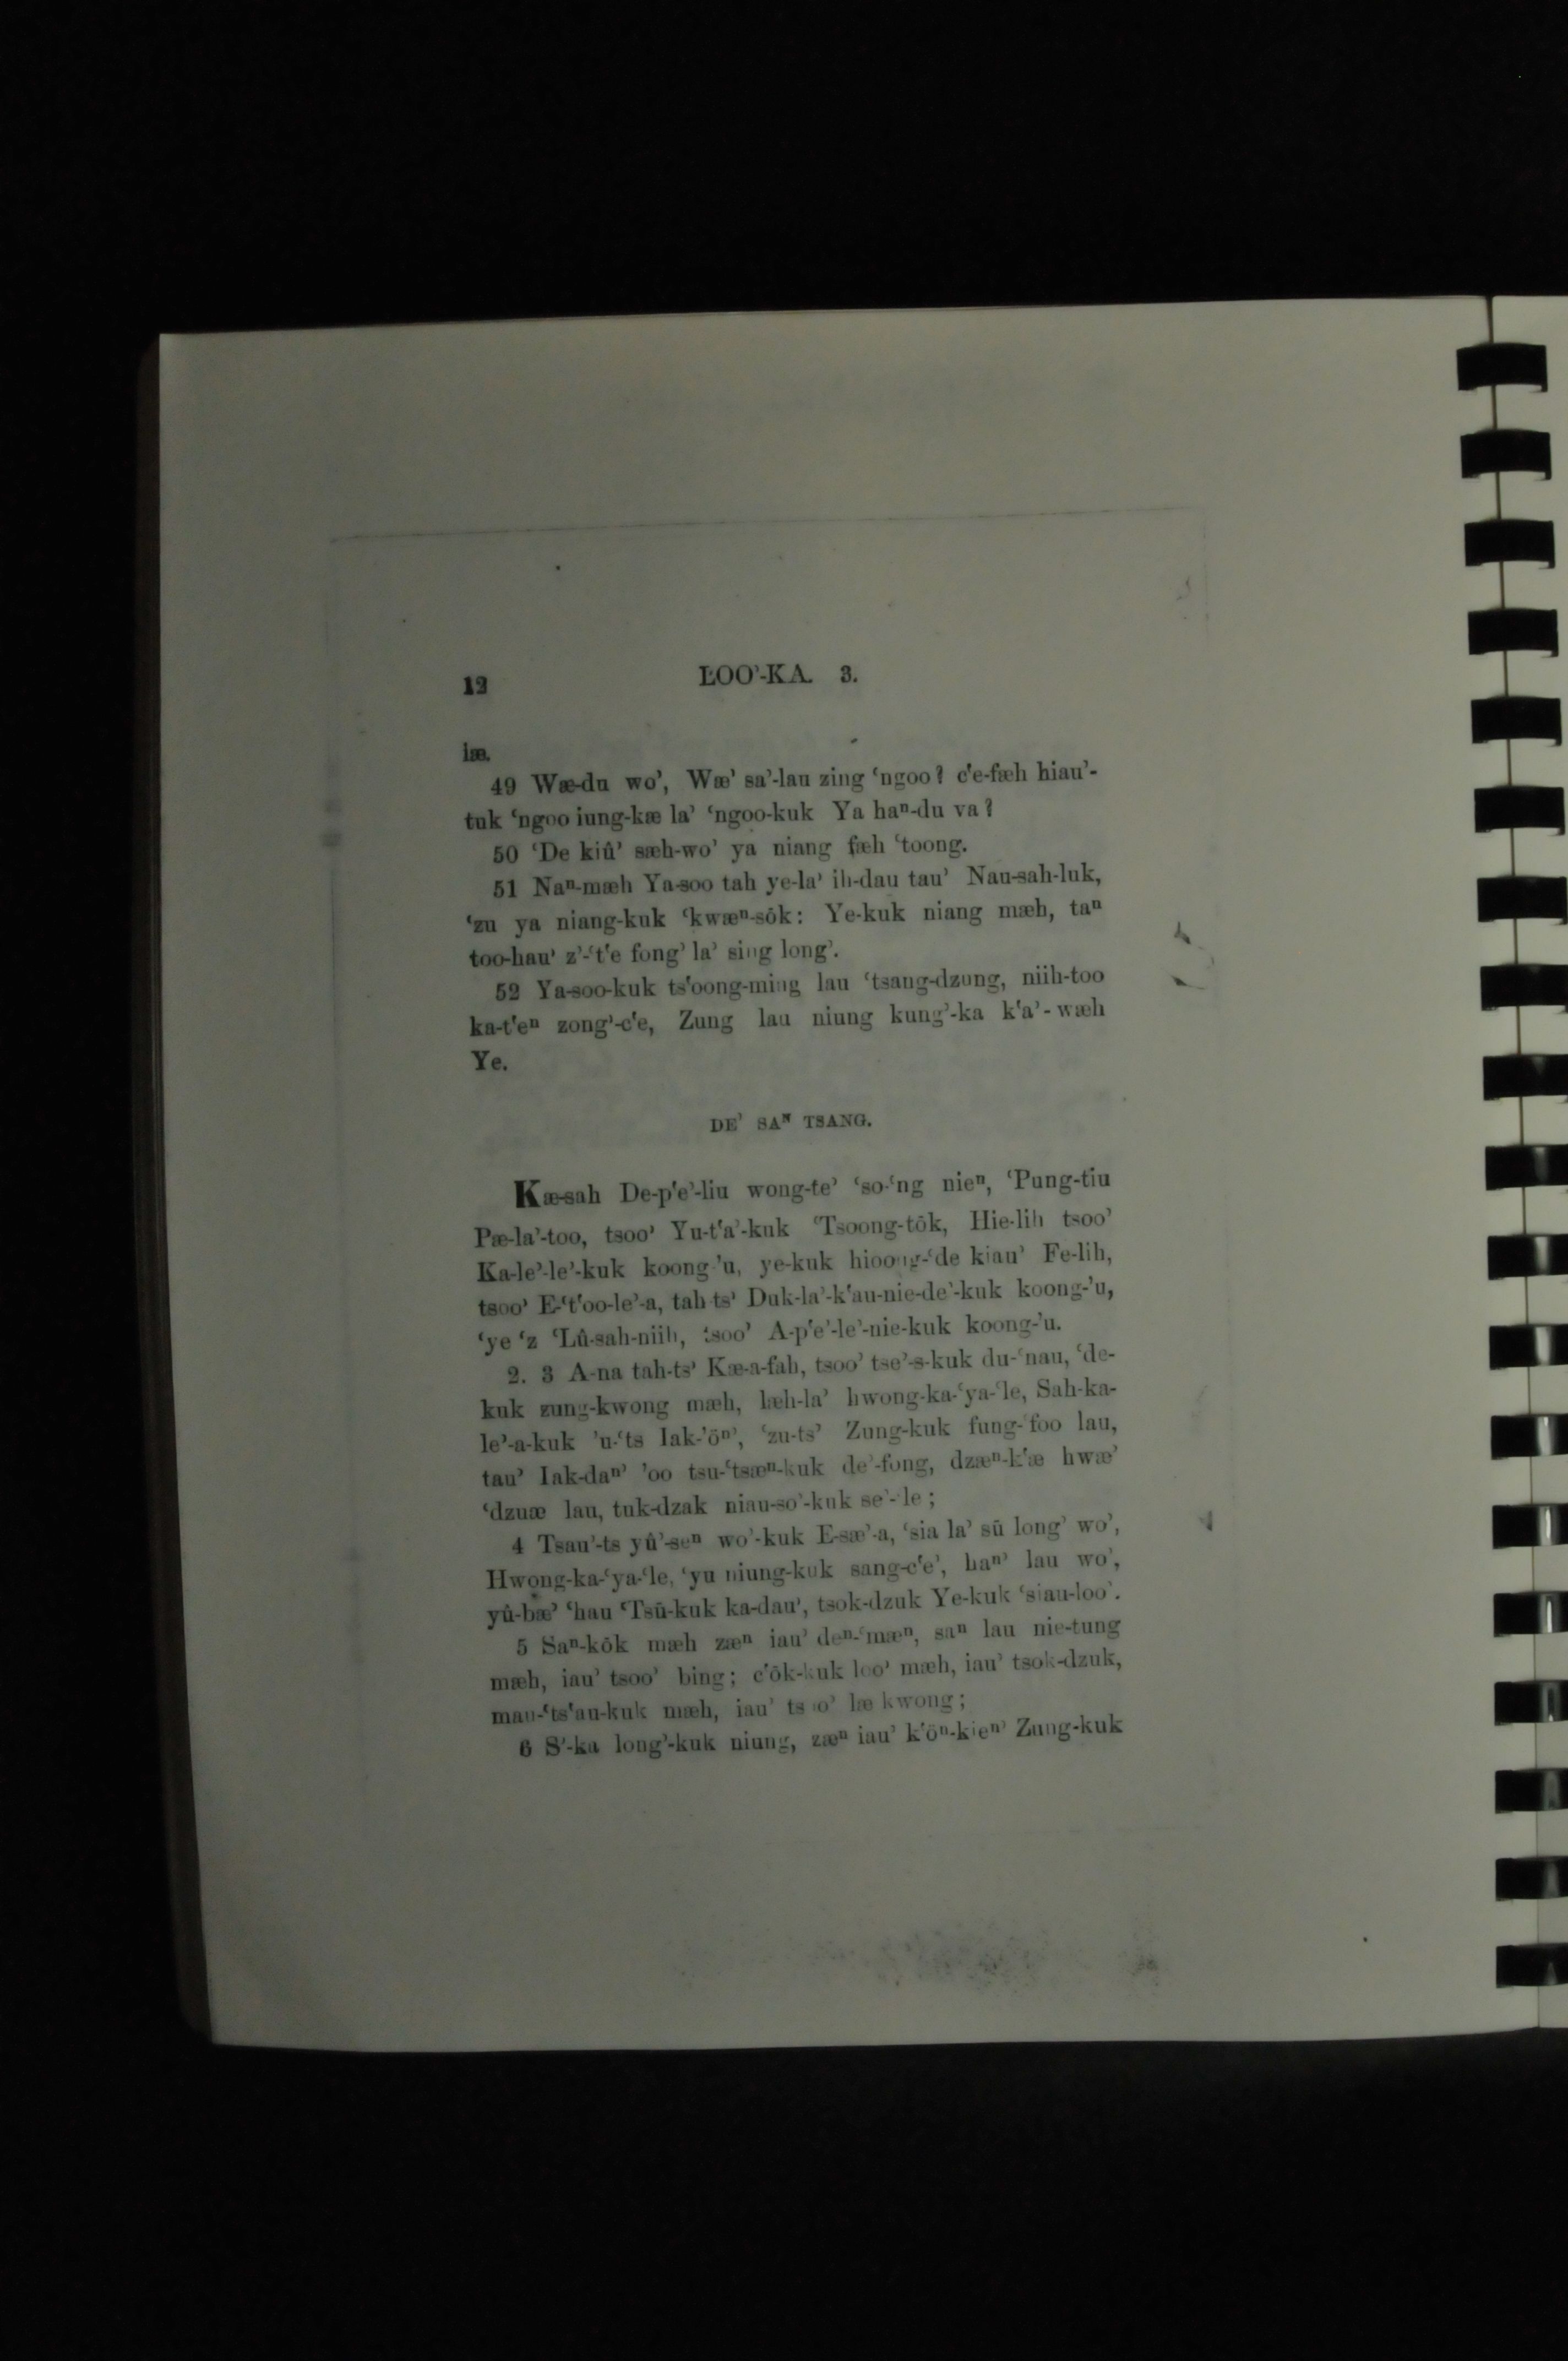 12 LOO’-KA. 3.
iæ.
49 Wæ-du wo’, Wæ’ sa’-lau zing ‘ngoo? c‘e-fæh hiau’-
tuk ‘ngoo iung-kæ la’ ‘ngoo-kuk Ya haⁿ-du va?
50 ‘De kiû’ sæh-wo’ ya niang fæh ‘toong.
51 Naⁿ-mæh Ya-soo tah ye-la’ ih-dau tau’ Nau-sah-luk,
‘zu ya niang-kuk ‘kwæⁿ-sôk: Ye-kuk niang mæh, taⁿ
too-hau’ z’-‘t‘e fong’ la’ sing long’.
52 Ya-soo-kuk ts‘oong-ming lau ‘tsang-dzung, niih-too
ka-t‘eⁿ zong’-c‘e, Zung lau niung kung’-ka k‘a’-wæh
Ye.
DE’ SAᴺ TSANG.
Kæ-sah De-p‘e’-liu wong-te’ ‘so-‘ng nieⁿ, ‘Pung-tiu
Pæ-la’-too, tsoo’ Yu-t‘a’-kuk ‘Tsoong-tôk, Hie-lih tsoo’
Ka-le’-le’-kuk koong-’u, ye-kuk hioong-‘de kiau’ Fe-lih,
tsoo’ E-‘t‘oo-le’-a, tah-ts’ Duk-la’-k‘au-nie-de’-kuk koong-’u,
‘ye ‘z ‘Lû-sah-niih, tsoo’ A-p‘e’-le’-nie-kuk koong-’u.
2. 3 A-na tah-ts’ Kæ-a-fah, tsoo’ tse’-s-kuk du-‘nau, ‘de-
kuk zung-kwong mæh, læh-la’ hwong-ka-‘ya-‘le, Sah-ka-
le’-a-kuk ’u-‘ts Iak-’öⁿ’, ‘zu-ts’ Zung-kuk fung-‘foo lau,
tau’ Iak-daⁿ’ ’oo tsu-‘tsæⁿ-kuk de’-fong, dzæⁿ-k‘æ hwæ’
‘dzuæ lau, tuk-dzak niau-so’-kuk se’-‘le;
4 Tsau’-ts yû’-seⁿ wo’-kuk E-sæ’-a, ‘sia la’ sû long’ wo’,
Hwong-ka-‘ya-‘le, ‘yu niung-kuk sang-c‘e’, haⁿ’ lau wo’,
yû-bæ’ ‘hau ‘Tsû-kuk ka-dau’, tsok-dzuk Ye-kuk ‘siau-loo’.
5 Saⁿ-kôk mæh zæⁿ iau’ deⁿ-‘mæⁿ, saⁿ lau nie-tung
mæh, iau’ tsoo’ bing; c‘ôk-kuk loo’ mæh, iau’ tsok-dzuk,
mau-‘ts‘au-kuk mæh, iau’ tsoo’ læ kwong;
6 S’-ka long’-kuk niung, zæⁿ iau’ k‘öⁿ-kieⁿ’ Zung-kuk